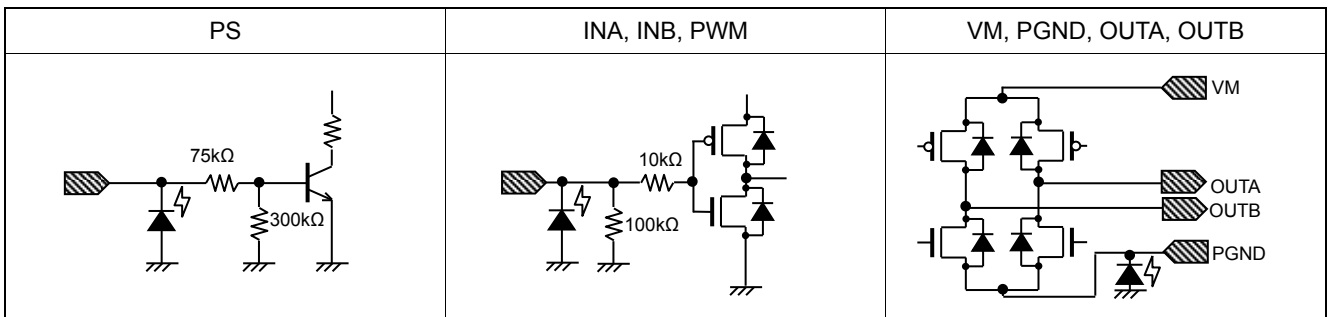 PS
INA, INB, PWM
VM, PGND, OUTA, OUTB
75kΩ
300kΩ
10kΩ
100kΩ
VM
OUTA
OUTB
PGND